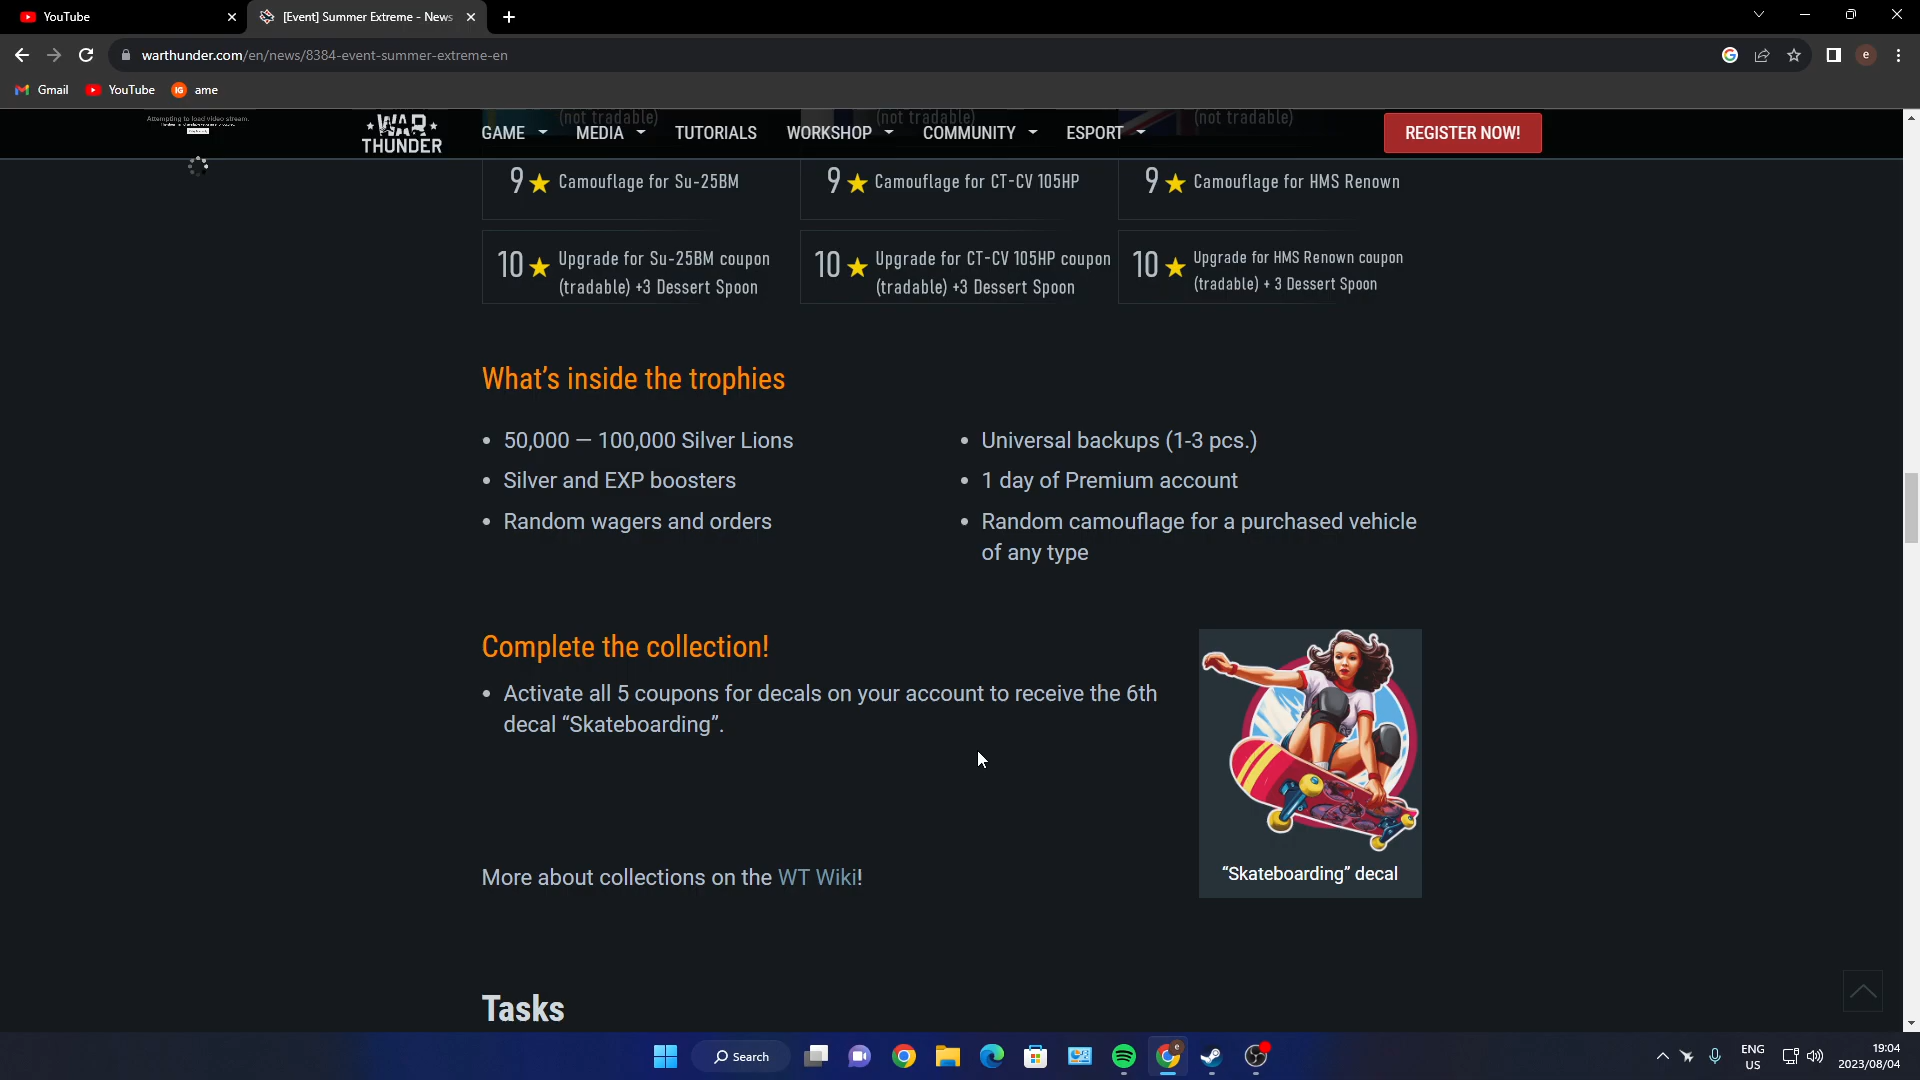 YouTube
[Event] Summer Extreme - News
warthunder.com/en/news/8384-event-summer-extreme-en
e
Gmail
YouTube
IG
ame
Attempting to load video stream.
WAR THUNDER
GAME
MEDIA
TUTORIALS
WORKSHOP
COMMUNITY
ESPORT
REGISTER NOW!
(not tradable)
(not tradable)
(not tradable)
9 Camouflage for Su-25BM
9 Camouflage for CT-CV 105HP
9 Camouflage for HMS Renown
10 Upgrade for Su-25BM coupon
(tradable) +3 Dessert Spoon
10 Upgrade for CT-CV 105HP coupon
(tradable) +3 Dessert Spoon
10 Upgrade for HMS Renown coupon
(tradable) + 3 Dessert Spoon
What's inside the trophies
• 50,000 — 100,000 Silver Lions
• Silver and EXP boosters
• Random wagers and orders
• Universal backups (1-3 pcs.)
• 1 day of Premium account
• Random camouflage for a purchased vehicle
of any type
Complete the collection!
• Activate all 5 coupons for decals on your account to receive the 6th
decal “Skateboarding”.
“Skateboarding” decal
More about collections on the WT Wiki!
Tasks
Search
e
ENG
US
19:04
2023/08/04